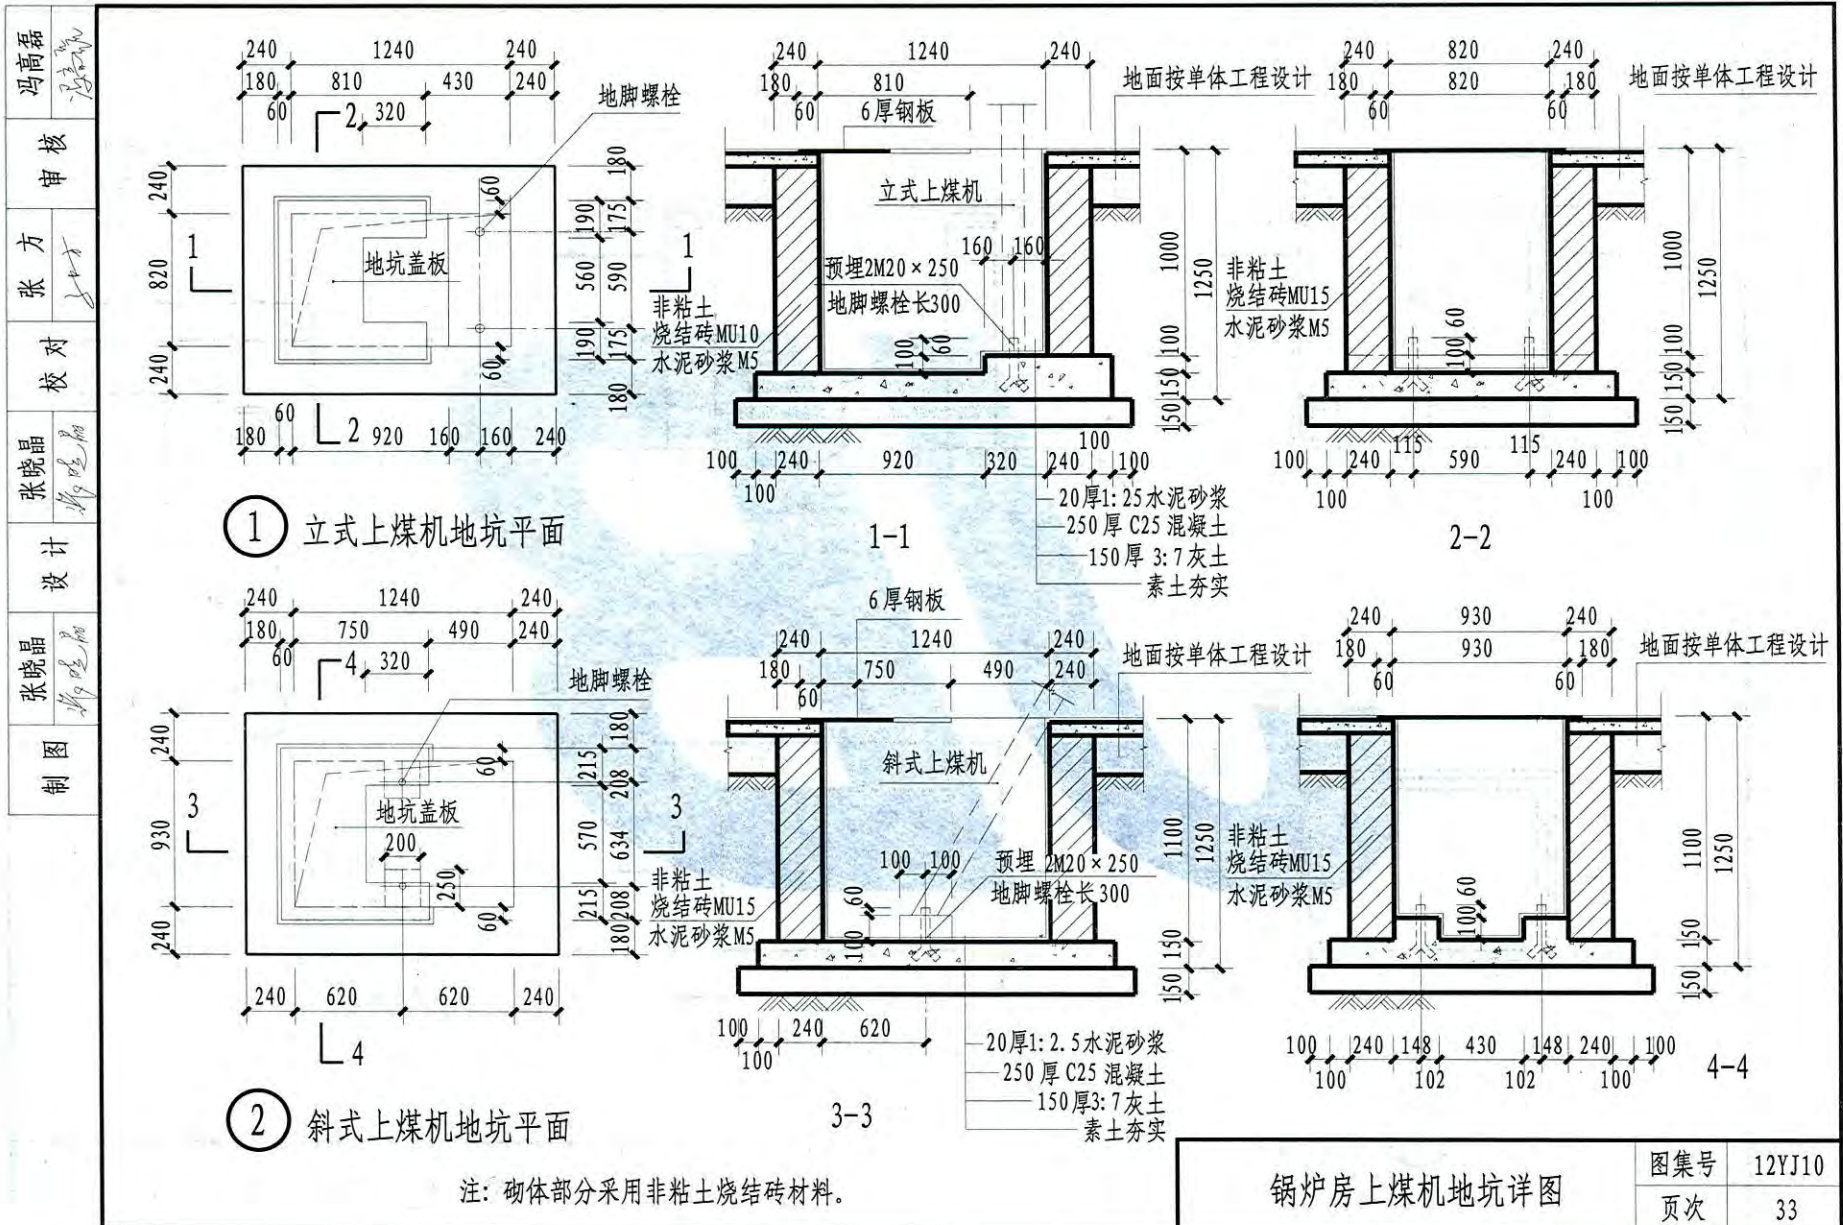 冯高磊
审核
张方
校对
张晓晶
设计
张晓晶
制图
240 1240 240
180 810 430 240
60 320
2
地脚螺栓
240
820
240
1
1
地坑盖板
60
60
180
190 175
560 590
190 175
180
2
60
180 920 160 160 240
① 立式上煤机地坑平面
240 1240 240
180 810
60
6厚钢板
地面按单体工程设计
立式上煤机
160 160
预埋2M20×250
地脚螺栓长300
非粘土
烧结砖MU10
水泥砂浆M5
100 60
1000
1250
100
150
150
100
100 240 920 320 240 100
100
20厚1:25水泥砂浆
250厚 C25 混凝土
150厚 3:7 灰土
素土夯实
1-1
240 820 240
180 820 180
60 60
地面按单体工程设计
非粘土
烧结砖MU15
水泥砂浆M5
60
100
1000
1250
100
150
150
115 115
100 240 590 240 100
100 100
2-2
240 1240 240
180 750 490 240
60 320
4
地脚螺栓
240
930
240
3
3
地坑盖板
200
250
60
60
180
215 208
570 634
215 208
180
240 620 620 240
4
② 斜式上煤机地坑平面
6厚钢板
240 1240 240
180 750 490 240
60
地面按单体工程设计
斜式上煤机
100 100
预埋 2M20×250
地脚螺栓长300
非粘土
烧结砖MU15
水泥砂浆M5
60
100
1100
1250
150
150
100 240 620
100
20厚1:2.5水泥砂浆
250厚 C25 混凝土
150厚3:7灰土
素土夯实
3-3
240 930 240
180 930 180
60 60
地面按单体工程设计
非粘土
烧结砖MU15
水泥砂浆M5
60
100
1100
1250
150
150
100 240 148 430 148 240 100
100 102 102 100
4-4
注: 砌体部分采用非粘土烧结砖材料。
锅炉房上煤机地坑详图
图集号 12YJ10
页次 33